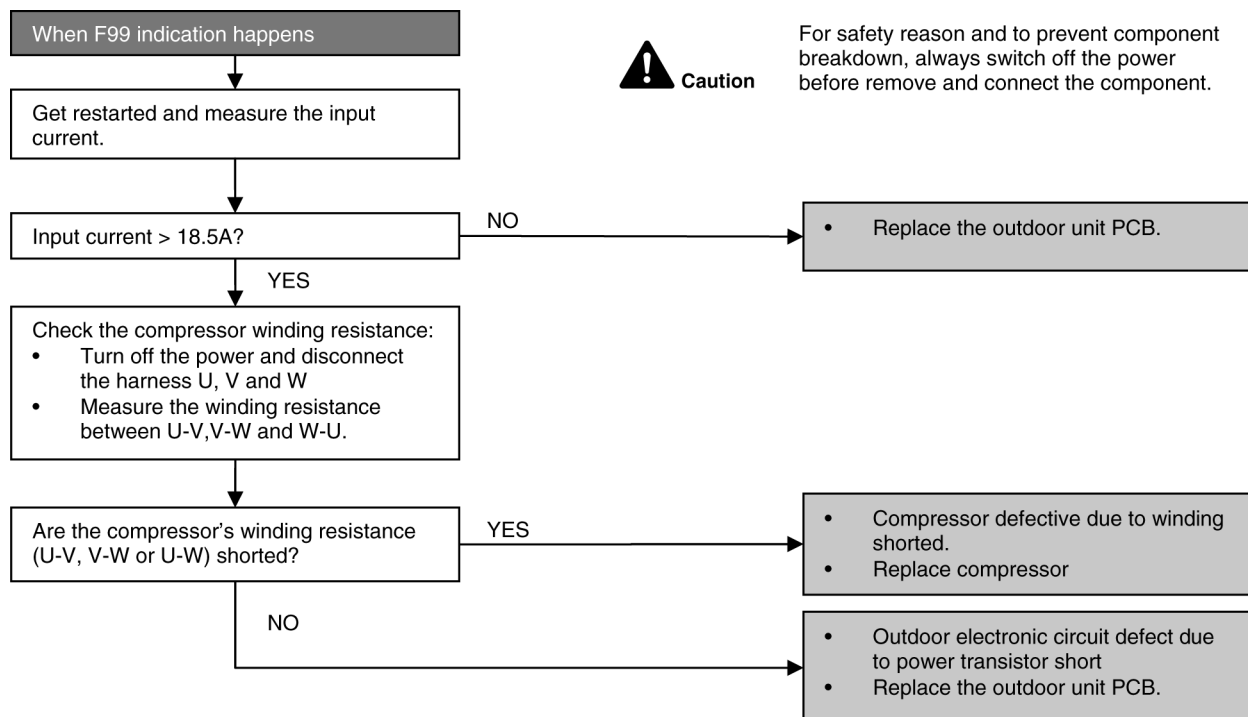 When F99 indication happens
Caution
For safety reason and to prevent component
breakdown, always switch off the power
before remove and connect the component.
Get restarted and measure the input
current.
Input current > 18.5A?
NO
• Replace the outdoor unit PCB.
YES
Check the compressor winding resistance:
• Turn off the power and disconnect
the harness U, V and W
• Measure the winding resistance
between U-V,V-W and W-U.
Are the compressor's winding resistance
(U-V, V-W or U-W) shorted?
YES
• Compressor defective due to winding
shorted.
• Replace compressor
NO
• Outdoor electronic circuit defect due
to power transistor short
• Replace the outdoor unit PCB.